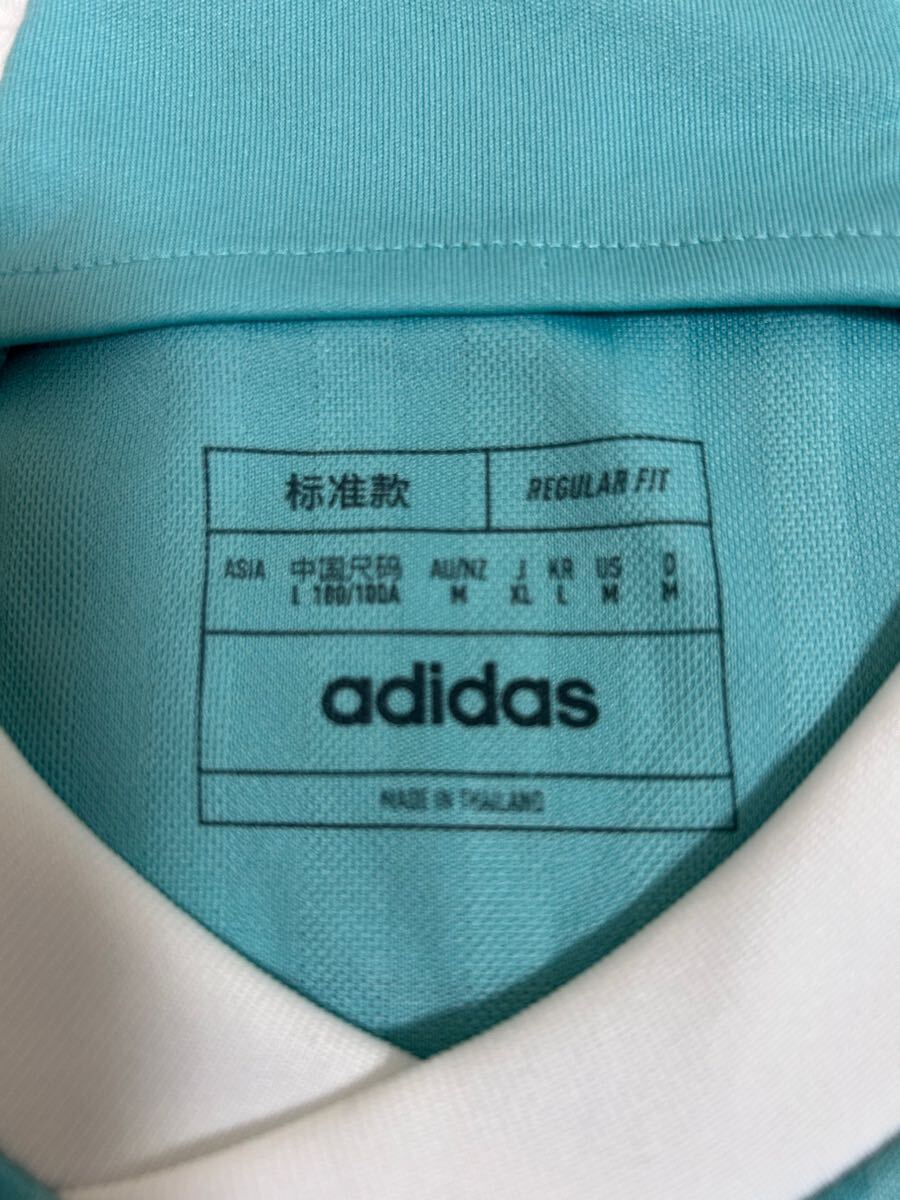 标准款 REGULAR FIT
ASIA 中国尺码 AU/NZ J KR US D
L 180/100A M XL L M M
adidas
MADE IN THAILAND